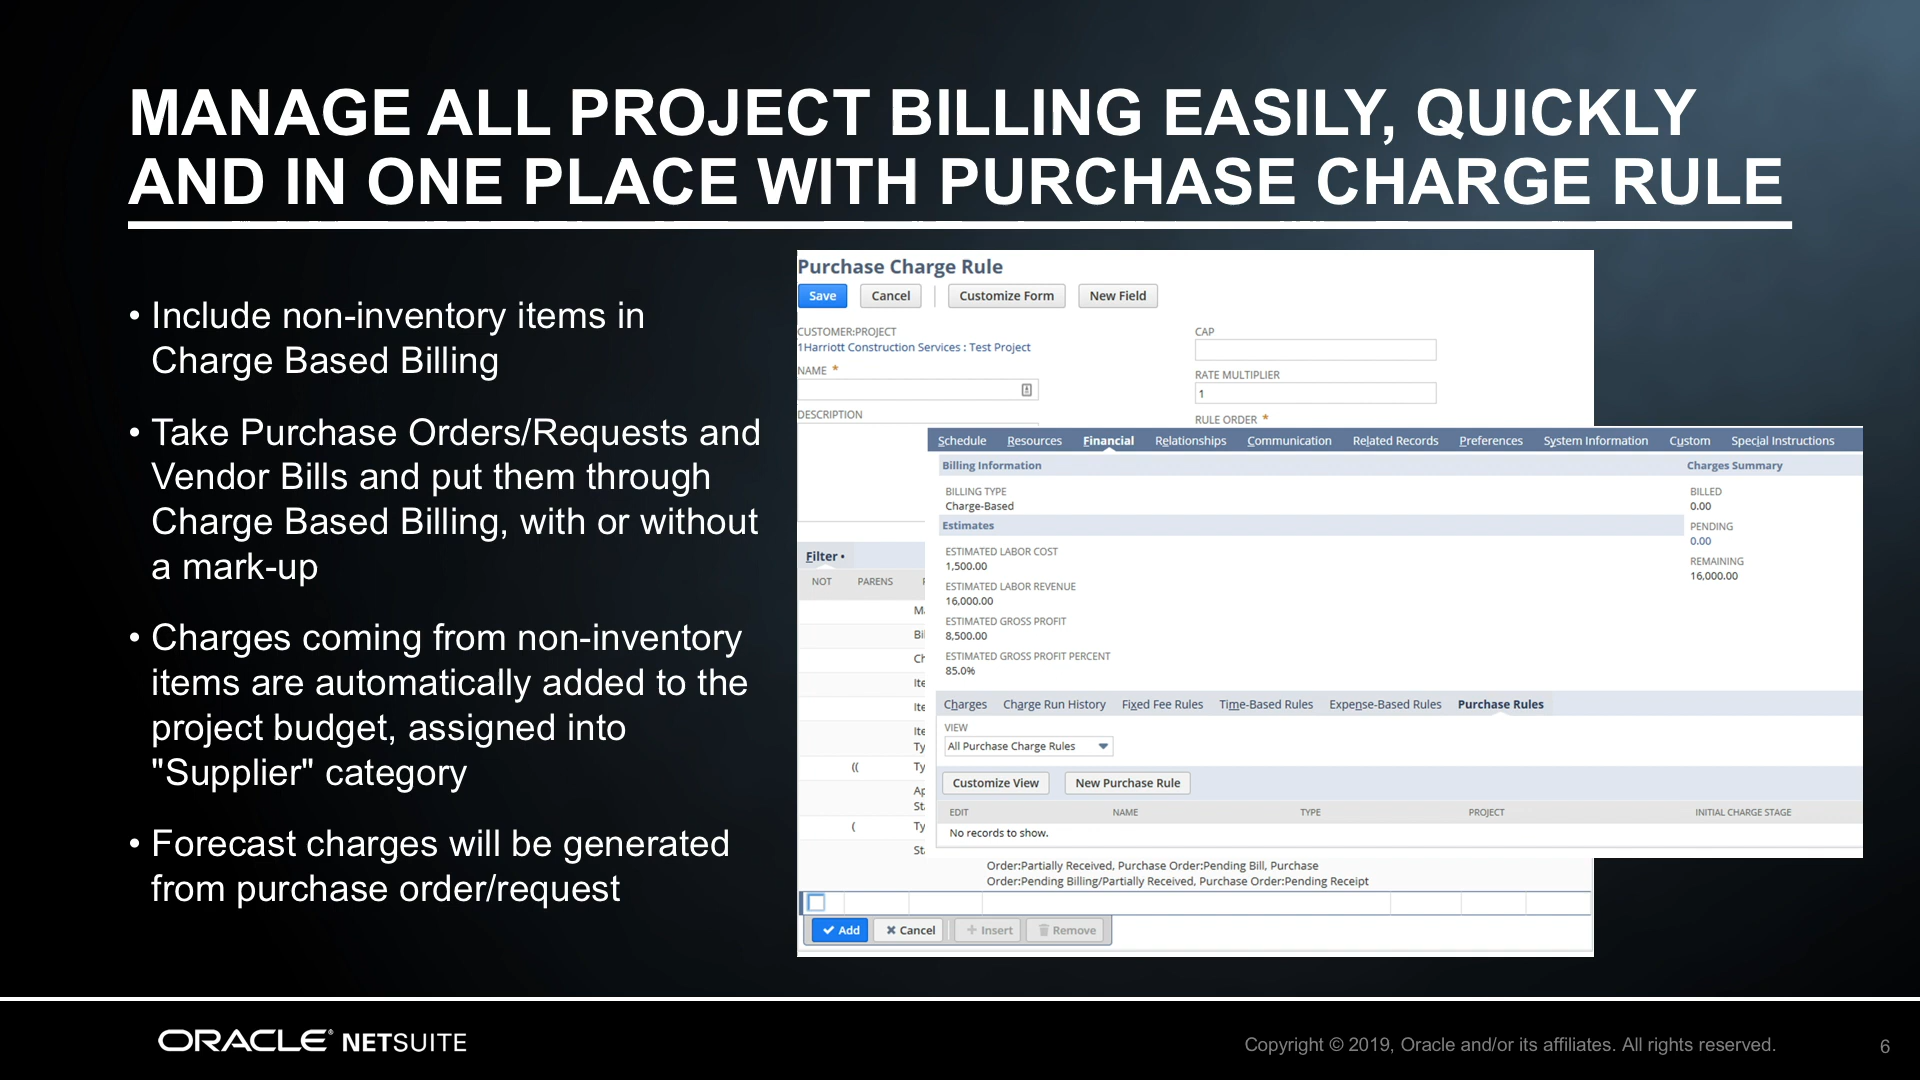 MANAGE ALL PROJECT BILLING EASILY, QUICKLY
AND IN ONE PLACE WITH PURCHASE CHARGE RULE
• Include non-inventory items in
Charge Based Billing
• Take Purchase Orders/Requests and
Vendor Bills and put them through
Charge Based Billing, with or without
a mark-up
• Charges coming from non-inventory
items are automatically added to the
project budget, assigned into
"Supplier" category
• Forecast charges will be generated
from purchase order/request
Purchase Charge Rule
Save Cancel Customize Form New Field
CUSTOMER:PROJECT
1Harriott Construction Services : Test Project
NAME *
DESCRIPTION
CAP
RATE MULTIPLIER
1
RULE ORDER *
Filter •
NOT PARENS
Bil
Ch
Ite
Ite
Ite
Ty
(( Ty
Ap
St
( Ty
St
Schedule Resources Financial Relationships Communication Related Records Preferences System Information Custom Special Instructions
Billing Information
BILLING TYPE
Charge-Based
Estimates
ESTIMATED LABOR COST
1,500.00
ESTIMATED LABOR REVENUE
16,000.00
ESTIMATED GROSS PROFIT
8,500.00
ESTIMATED GROSS PROFIT PERCENT
85.0%
Charges Summary
BILLED
0.00
PENDING
0.00
REMAINING
16,000.00
Charges Charge Run History Fixed Fee Rules Time-Based Rules Expense-Based Rules Purchase Rules
VIEW
All Purchase Charge Rules
Customize View New Purchase Rule
EDIT NAME TYPE PROJECT INITIAL CHARGE STAGE
No records to show.
Order:Partially Received, Purchase Order:Pending Bill, Purchase
Order:Pending Billing/Partially Received, Purchase Order:Pending Receipt
Add Cancel Insert Remove
ORACLE® NETSUITE
Copyright © 2019, Oracle and/or its affiliates. All rights reserved. 6